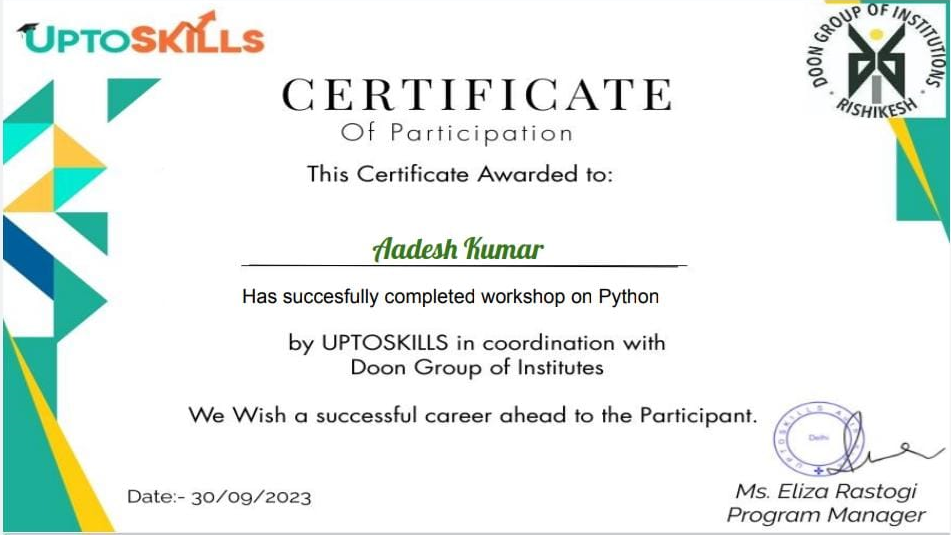 UPTOSKILLS
DOON GROUP OF INSTITUTIONS
RISHIKESH
CERTIFICATE
Of Participation
This Certificate Awarded to:
Aadesh Kumar
Has succesfully completed workshop on Python
by UPTOSKILLS in coordination with
Doon Group of Institutes
We Wish a successful career ahead to the Participant.
UPTOSKILLS
Delhi
Date:- 30/09/2023
Ms. Eliza Rastogi
Program Manager